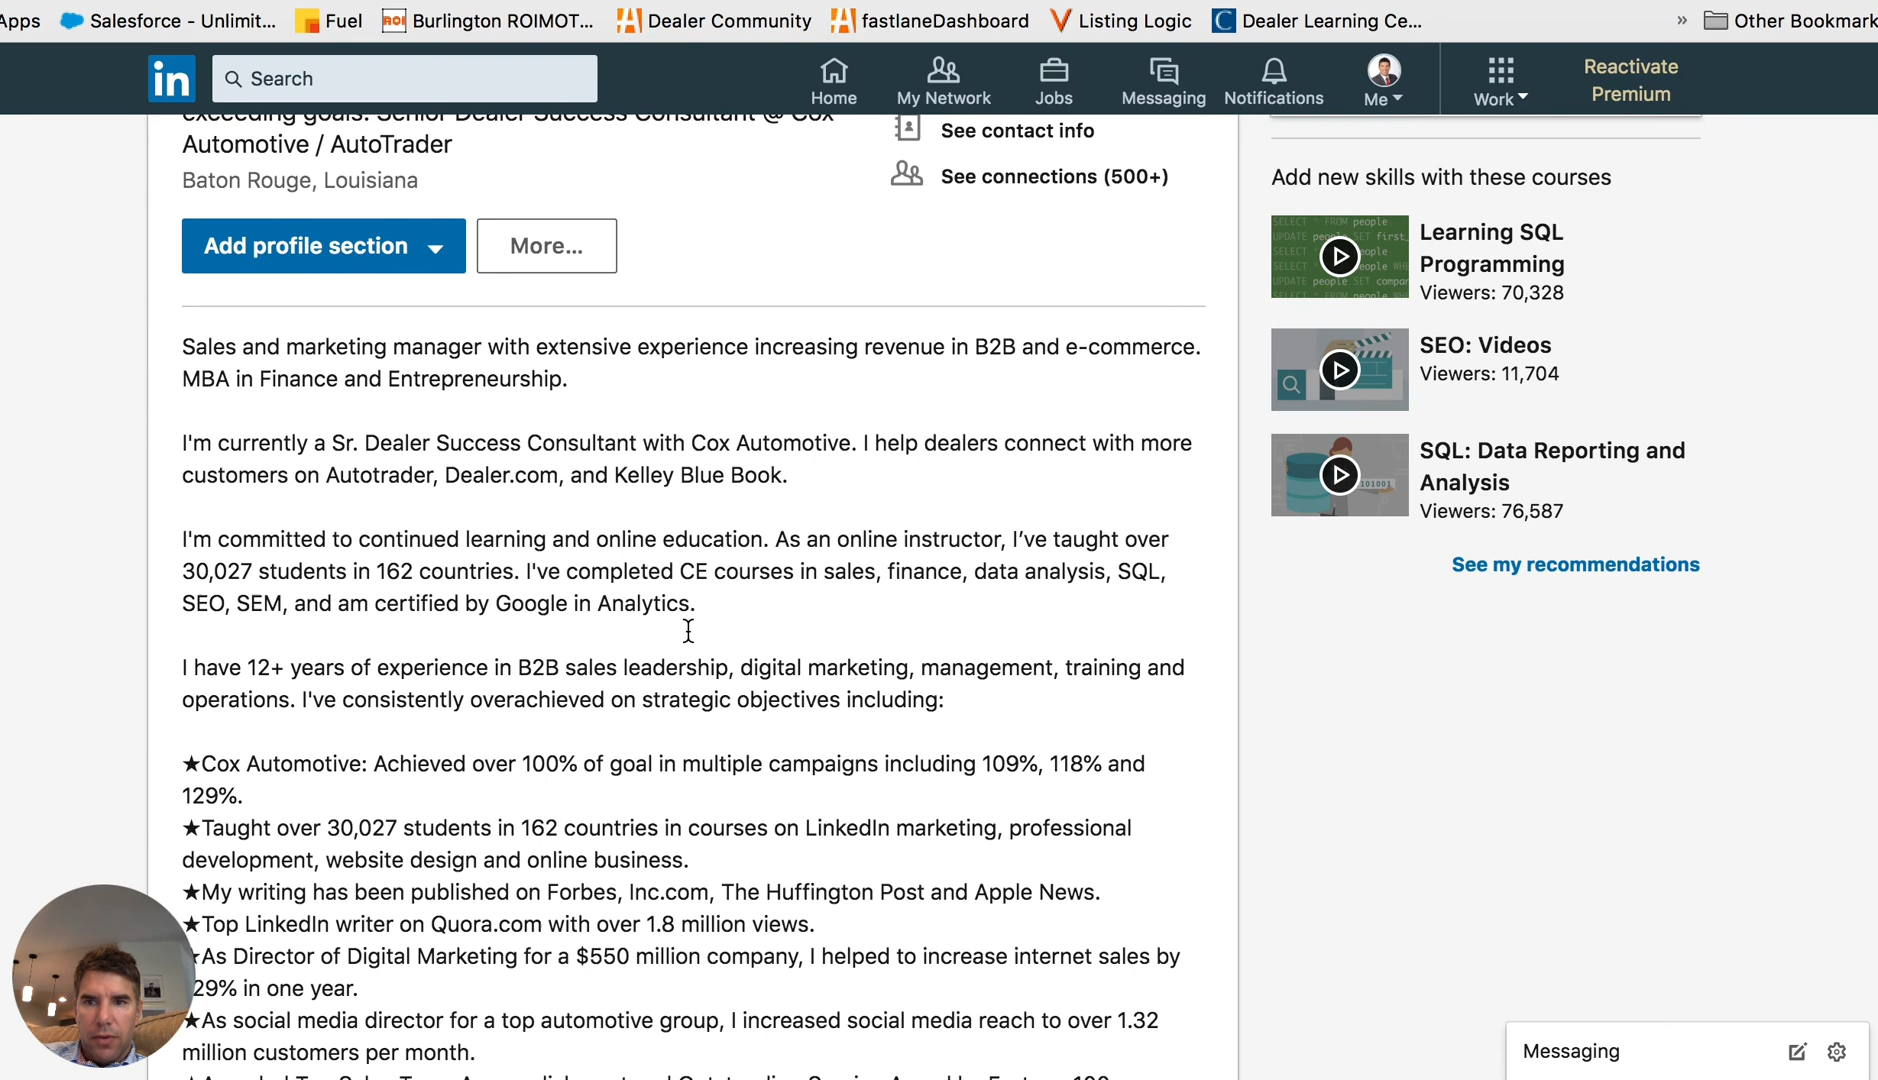 Apps
Salesforce - Unlimit...
Fuel
ROI
Burlington ROIMOT...
Dealer Community
fastlaneDashboard
Listing Logic
C
Dealer Learning Ce...
»
Other Bookmark
in
Search
Home
My Network
Jobs
Messaging
Notifications
Me
Work
Reactivate
Premium
exceeding goals. Senior Dealer Success Consultant @ Cox
Automotive / AutoTrader
Baton Rouge, Louisiana
See contact info
See connections (500+)
Add profile section
More...
Sales and marketing manager with extensive experience increasing revenue in B2B and e-commerce.
MBA in Finance and Entrepreneurship.
I'm currently a Sr. Dealer Success Consultant with Cox Automotive. I help dealers connect with more
customers on Autotrader, Dealer.com, and Kelley Blue Book.
I'm committed to continued learning and online education. As an online instructor, I’ve taught over
30,027 students in 162 countries. I've completed CE courses in sales, finance, data analysis, SQL,
SEO, SEM, and am certified by Google in Analytics.
I have 12+ years of experience in B2B sales leadership, digital marketing, management, training and
operations. I've consistently overachieved on strategic objectives including:
★Cox Automotive: Achieved over 100% of goal in multiple campaigns including 109%, 118% and
129%.
★Taught over 30,027 students in 162 countries in courses on LinkedIn marketing, professional
development, website design and online business.
★My writing has been published on Forbes, Inc.com, The Huffington Post and Apple News.
★Top LinkedIn writer on Quora.com with over 1.8 million views.
★As Director of Digital Marketing for a $550 million company, I helped to increase internet sales by
29% in one year.
★As social media director for a top automotive group, I increased social media reach to over 1.32
million customers per month.
Add new skills with these courses
Learning SQL
Programming
Viewers: 70,328
SEO: Videos
Viewers: 11,704
SQL: Data Reporting and
Analysis
Viewers: 76,587
See my recommendations
Messaging